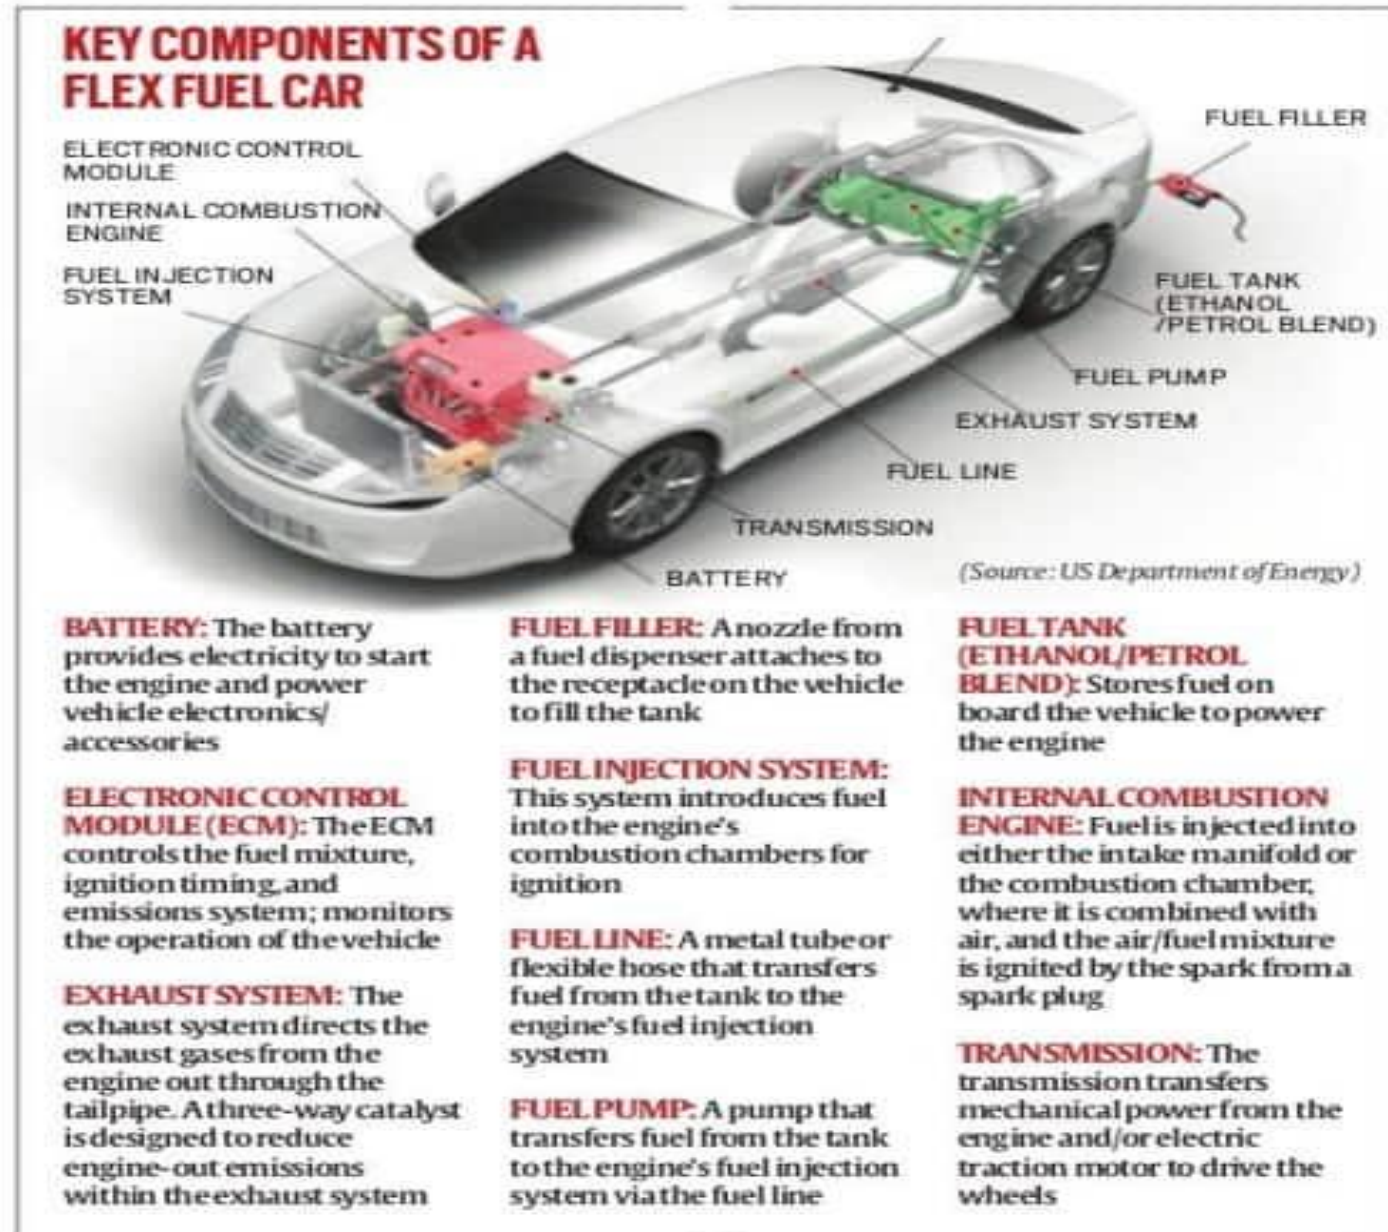 KEY COMPONENTS OF A
FLEX FUEL CAR
ELECTRONIC CONTROL
MODULE
INTERNAL COMBUSTION
ENGINE
FUEL INJECTION
SYSTEM
FUEL FILLER
FUEL TANK
(ETHANOL
/PETROL BLEND)
FUEL PUMP
EXHAUST SYSTEM
FUEL LINE
TRANSMISSION
BATTERY
(Source: US Department of Energy)
BATTERY: The battery
provides electricity to start
the engine and power
vehicle electronics/
accessories
ELECTRONIC CONTROL
MODULE (ECM): The ECM
controls the fuel mixture,
ignition timing, and
emissions system; monitors
the operation of the vehicle
EXHAUST SYSTEM: The
exhaust system directs the
exhaust gases from the
engine out through the
tailpipe. A three-way catalyst
is designed to reduce
engine-out emissions
within the exhaust system
FUEL FILLER: A nozzle from
a fuel dispenser attaches to
the receptacle on the vehicle
to fill the tank
FUEL INJECTION SYSTEM:
This system introduces fuel
into the engine's
combustion chambers for
ignition
FUEL LINE: A metal tube or
flexible hose that transfers
fuel from the tank to the
engine's fuel injection
system
FUEL PUMP: A pump that
transfers fuel from the tank
to the engine's fuel injection
system via the fuel line
FUEL TANK
(ETHANOL/PETROL
BLEND): Stores fuel on
board the vehicle to power
the engine
INTERNAL COMBUSTION
ENGINE: Fuel is injected into
either the intake manifold or
the combustion chamber,
where it is combined with
air, and the air/fuel mixture
is ignited by the spark from a
spark plug
TRANSMISSION: The
transmission transfers
mechanical power from the
engine and/or electric
traction motor to drive the
wheels